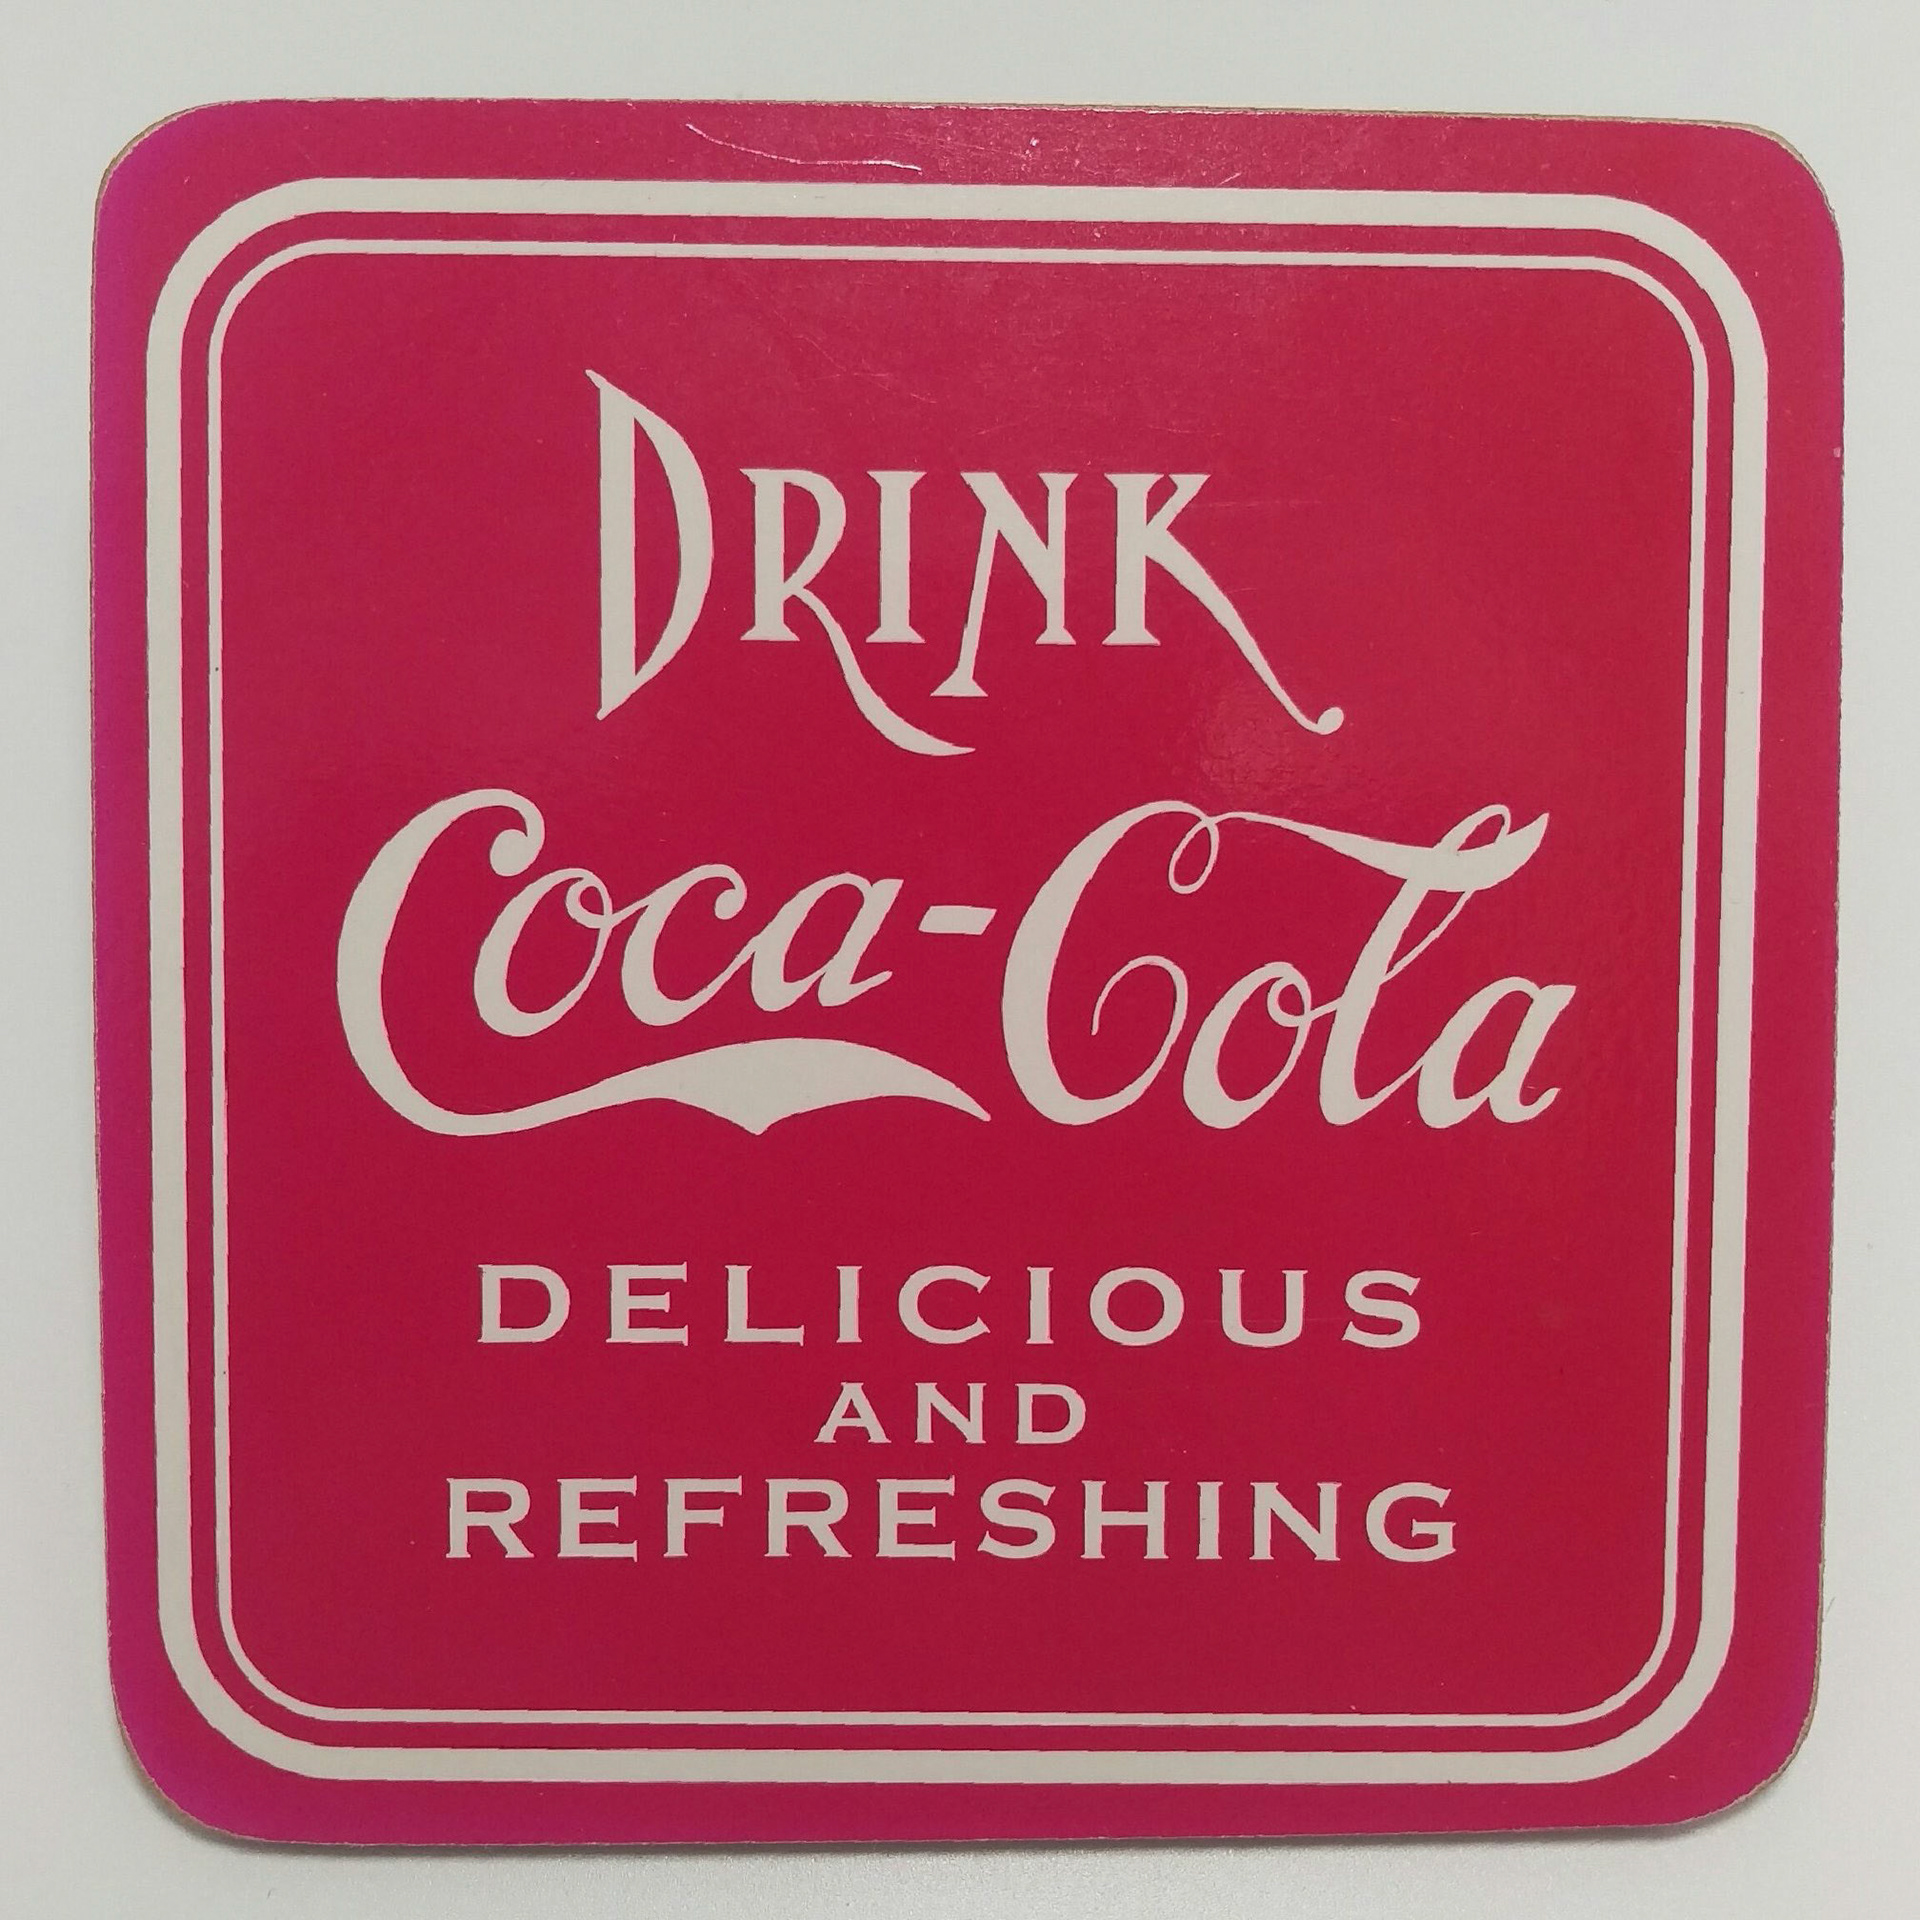 DRINK
Coca-Cola
DELICIOUS
AND
REFRESHING